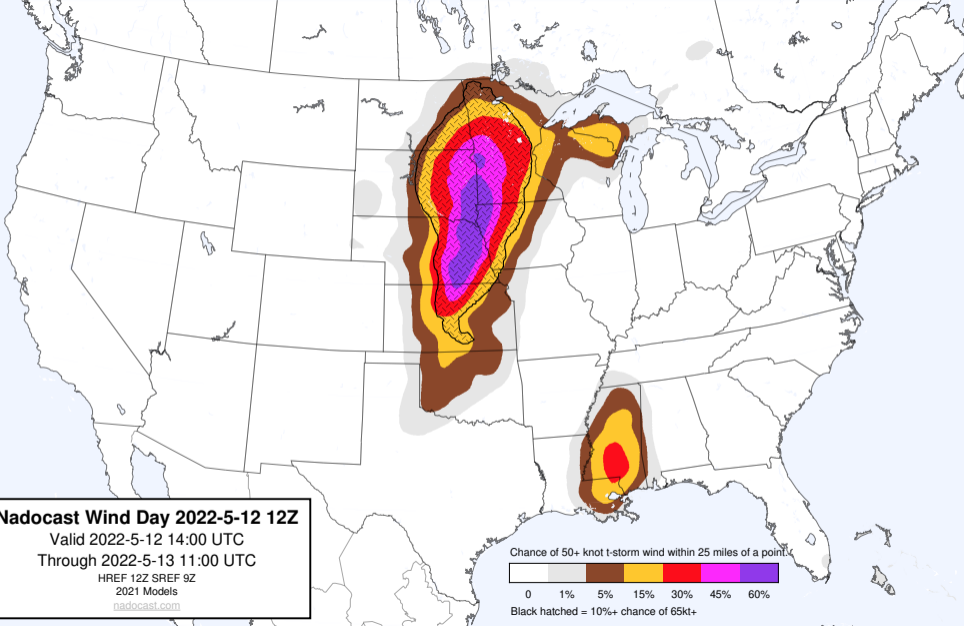 Nadocast Wind Day 2022-5-12 12Z
Valid 2022-5-12 14:00 UTC
Through 2022-5-13 11:00 UTC
HREF 12Z SREF 9Z
2021 Models
nadocast.com
Chance of 50+ knot t-storm wind within 25 miles of a point.
0 1% 5% 15% 30% 45% 60%
Black hatched = 10%+ chance of 65kt+